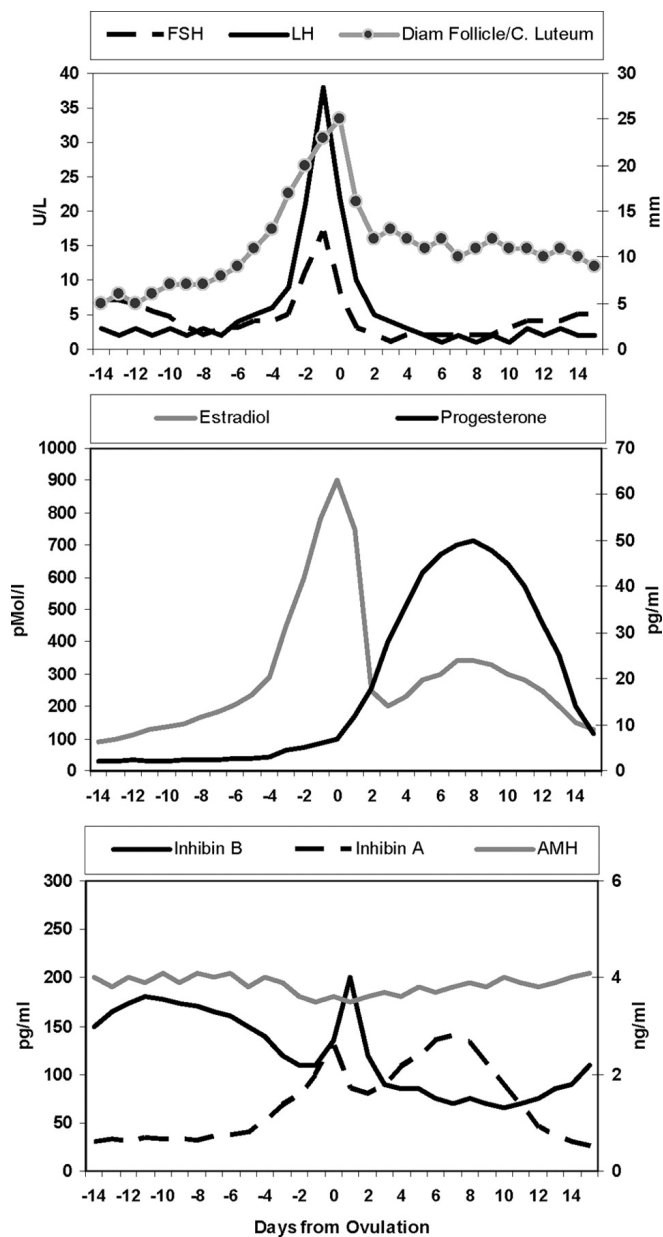 FSH LH Diam Follicle/C. Luteum
40 30
35 25
30
25 20
20 15
15 10
10
5 5
0 0
U/L
mm
-14 -12 -10 -8 -6 -4 -2 0 2 4 6 8 10 12 14
Estradiol Progesterone
1000 70
900 60
800
700 50
600 40
500
400 30
300 20
200
100 10
0 0
pMol/l
pg/ml
-14 -12 -10 -8 -6 -4 -2 0 2 4 6 8 10 12 14
Inhibin B Inhibin A AMH
300 6
250 5
200 4
150 3
100 2
50 1
0 0
pg/ml
ng/ml
-14 -12 -10 -8 -6 -4 -2 0 2 4 6 8 10 12 14
Days from Ovulation